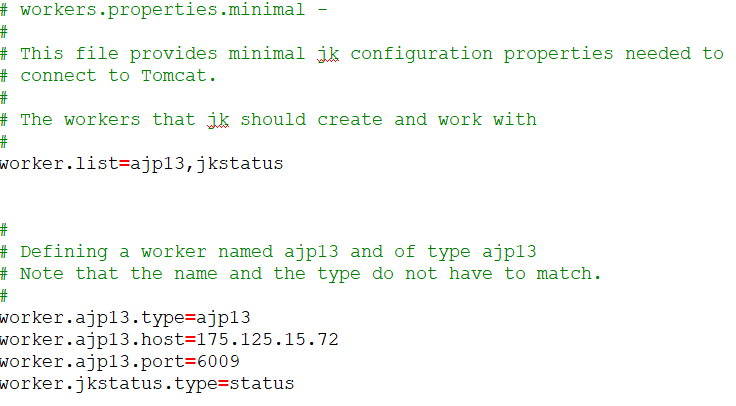 # workers.properties.minimal -
#
# This file provides minimal jk configuration properties needed to
# connect to Tomcat.
#
# The workers that jk should create and work with
#
worker.list=ajp13,jkstatus
#
# Defining a worker named ajp13 and of type ajp13
# Note that the name and the type do not have to match.
#
worker.ajp13.type=ajp13
worker.ajp13.host=175.125.15.72
worker.ajp13.port=6009
worker.jkstatus.type=status